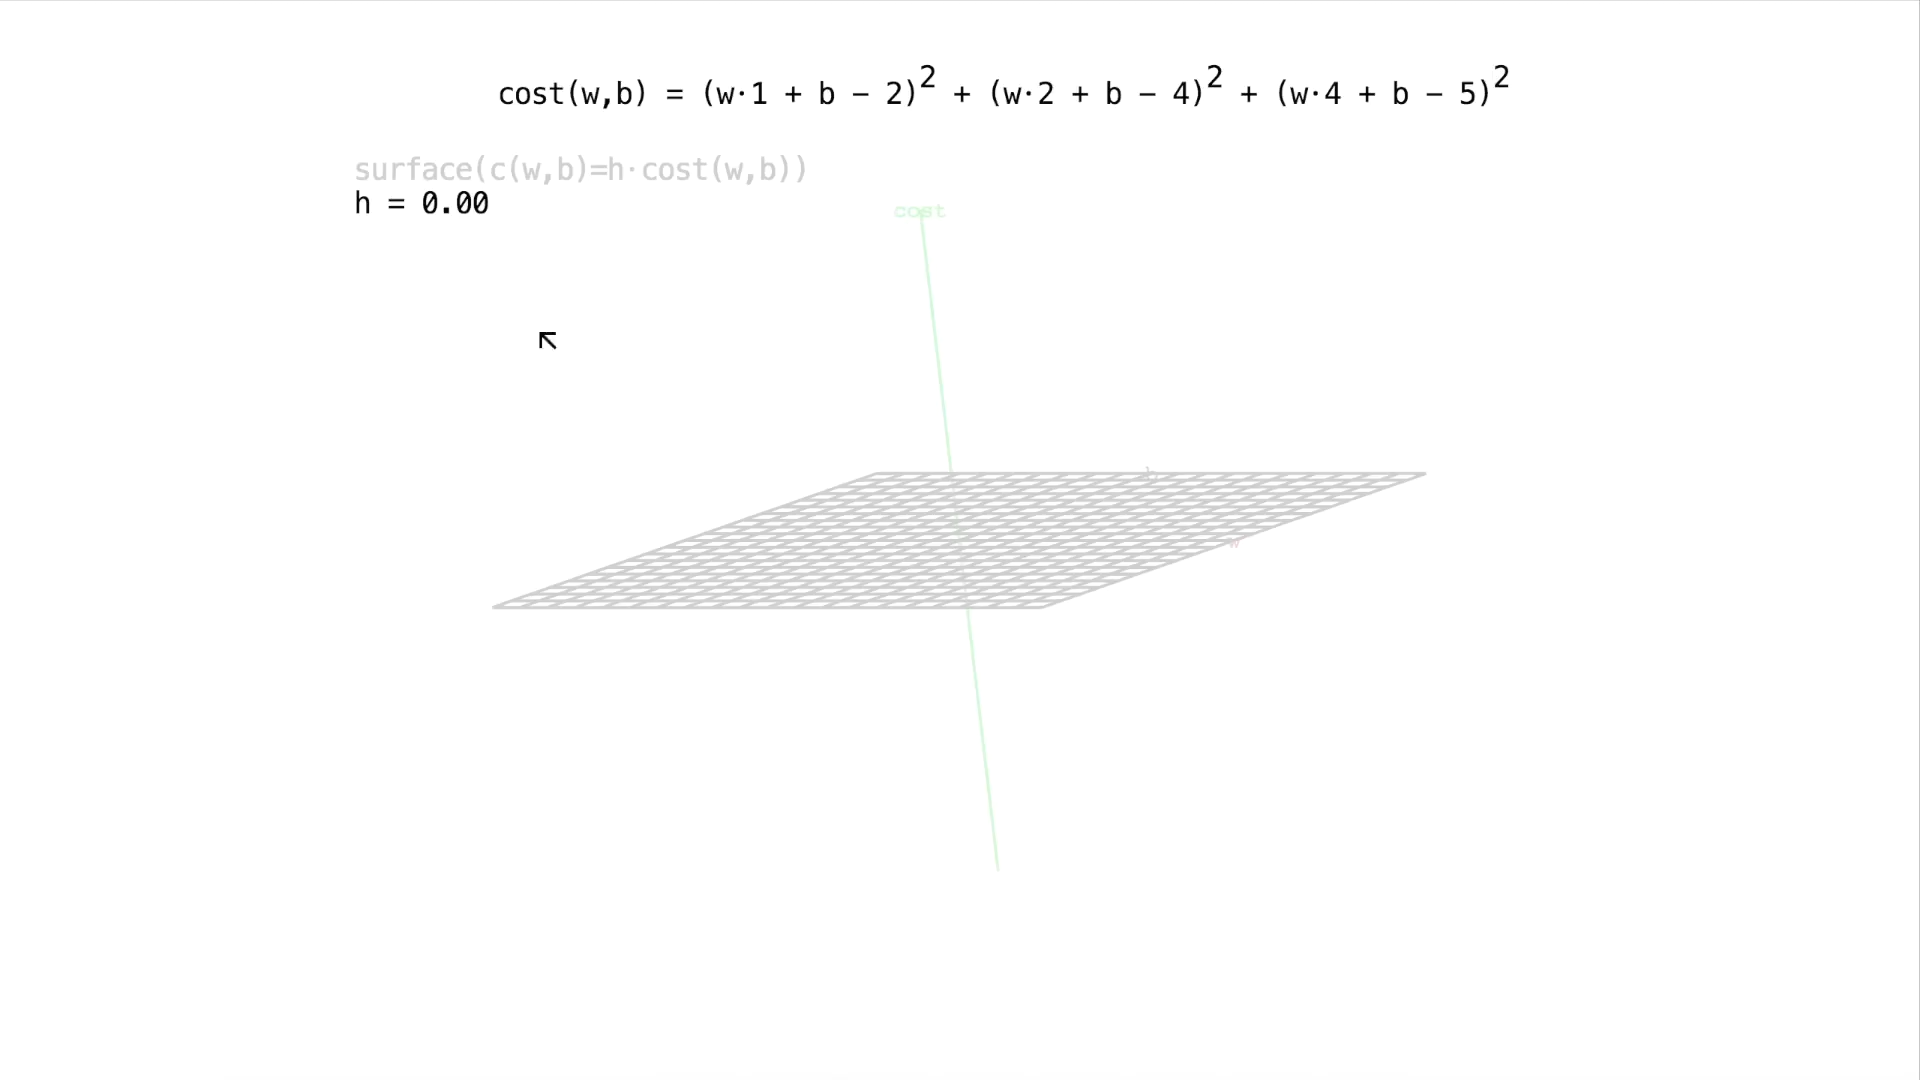 cost(w,b) = (w·1 + b − 2)² + (w·2 + b − 4)² + (w·4 + b − 5)²
surface(c(w,b)=h·cost(w,b))
h = 0.00
cost
b
w